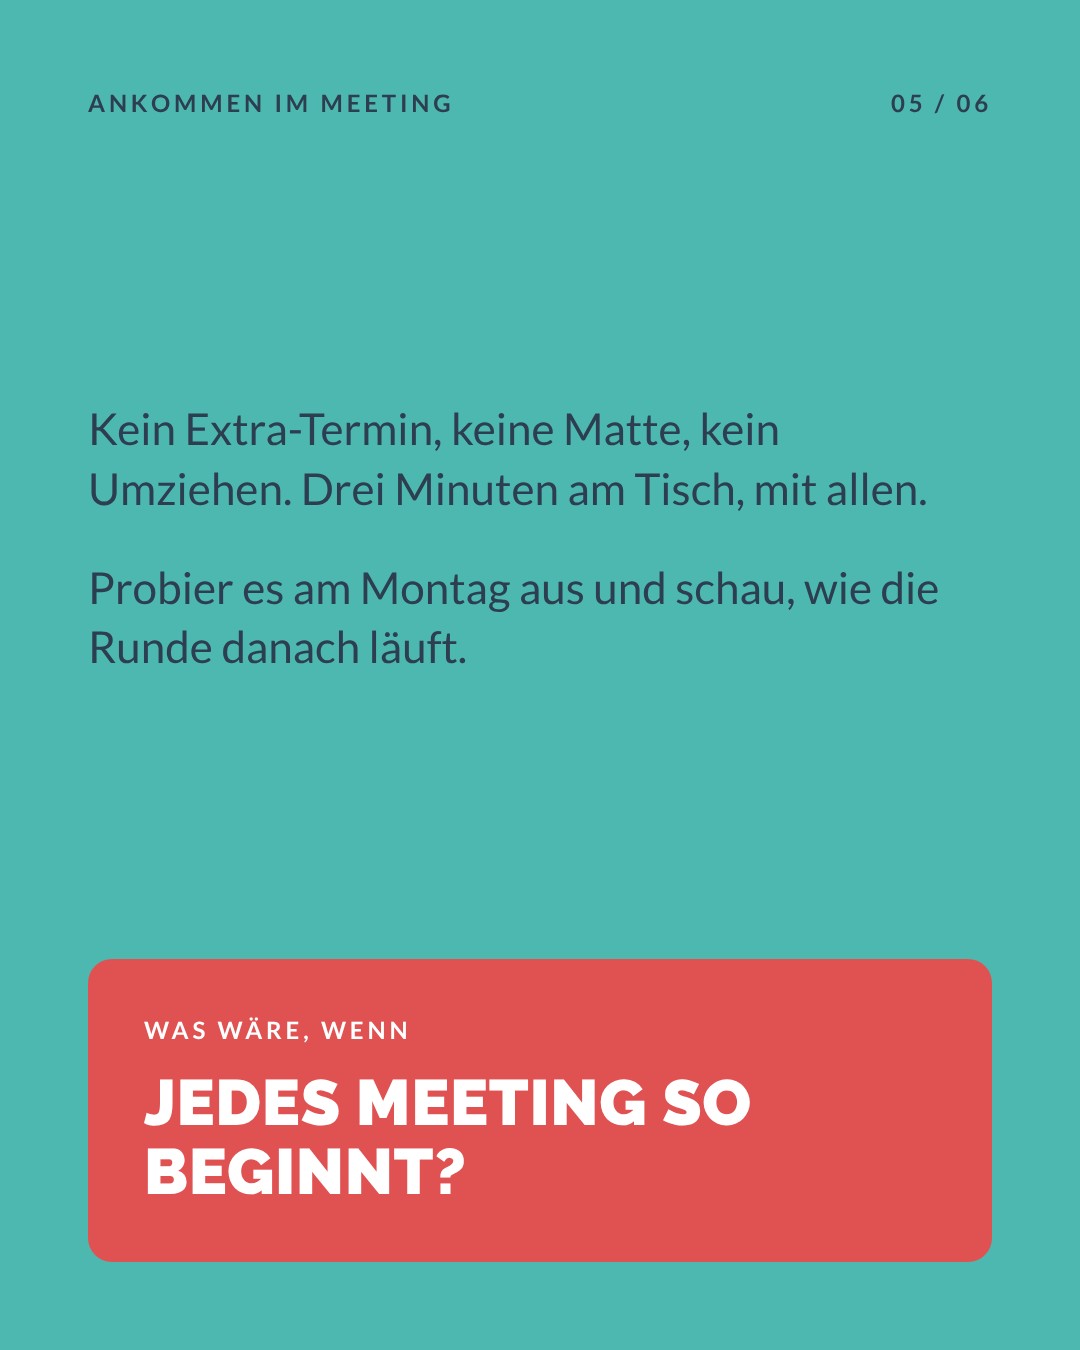 ANKOMMEN IM MEETING
05 / 06
Kein Extra-Termin, keine Matte, kein
Umziehen. Drei Minuten am Tisch, mit allen.
Probier es am Montag aus und schau, wie die
Runde danach läuft.
WAS WÄRE, WENN
JEDES MEETING SO
BEGINNT?